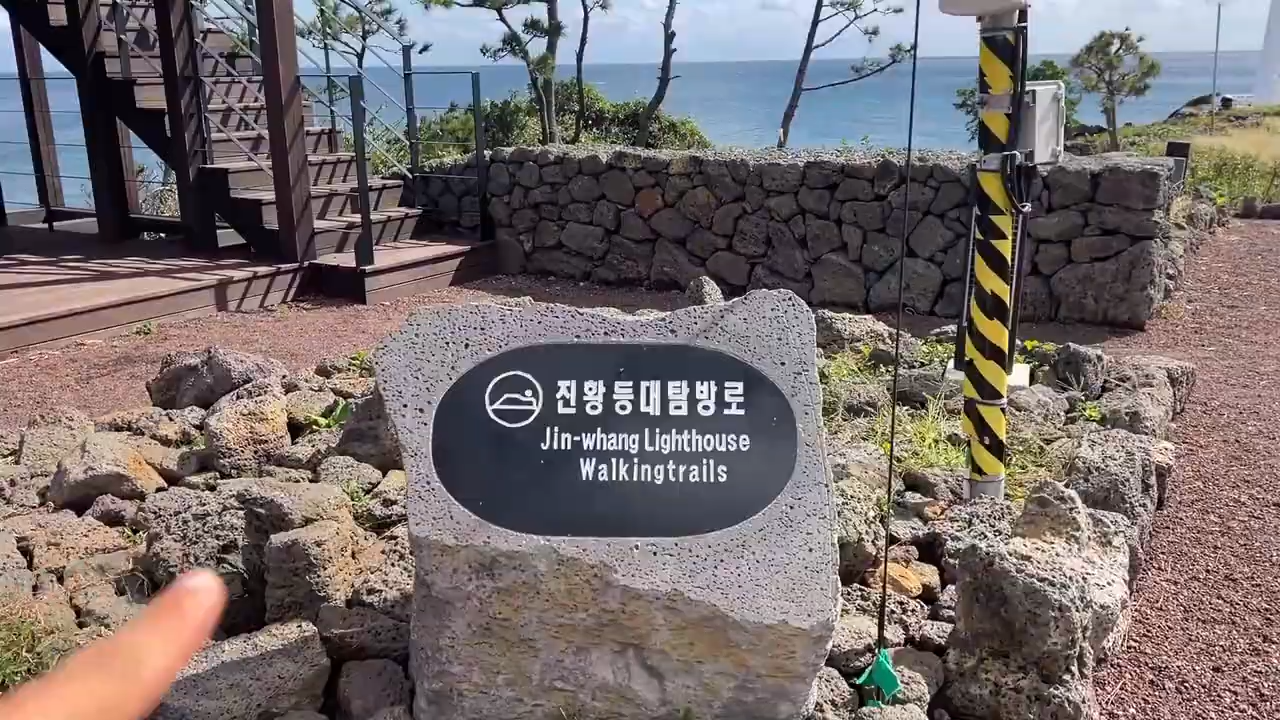 진황등대탐방로
Jin-whang Lighthouse
Walkingtrails